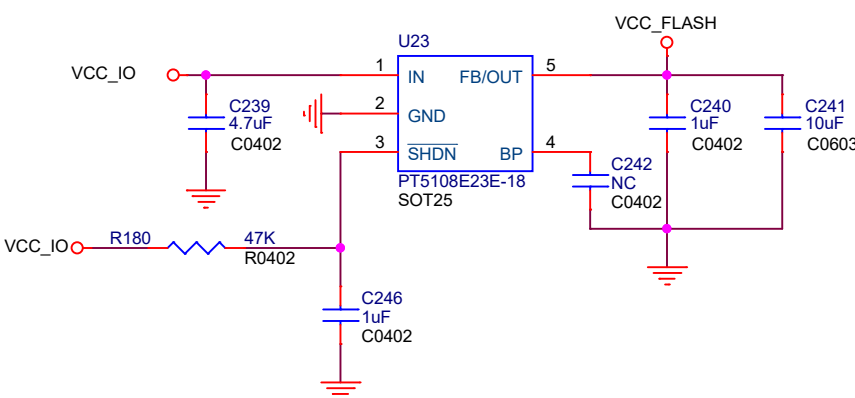 VCC_FLASH
U23
VCC_IO
1
IN
FB/OUT
5
C239
4.7uF
C0402
2
GND
C240
1uF
C0402
C241
10uF
C0603
3
SHDN
BP
4
C242
NC
C0402
PT5108E23E-18
SOT25
VCC_IO
R180
47K
R0402
C246
1uF
C0402